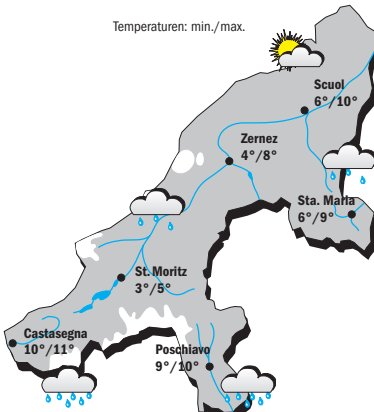 Temperaturen: min./max.
Scuol
6°/10°
Zernez
4°/8°
Sta. Maria
6°/9°
St. Moritz
3°/5°
Castasegna
10°/11°
Poschiavo
9°/10°